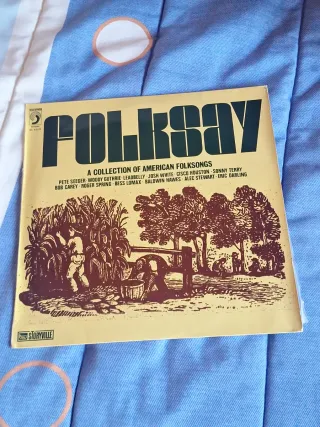 FOLKSAY
A COLLECTION OF AMERICAN FOLKSONGS
PETE SEEGER · WOODY GUTHRIE · LEADBELLY · JOSH WHITE · CISCO HOUSTON · SONNY TERRY
BOB CAREY · ROGER SPRUNG · BESS LOMAX · BALDWIN HAWES · ALEC STEWART · ERIC DARLING
STORYVILLE